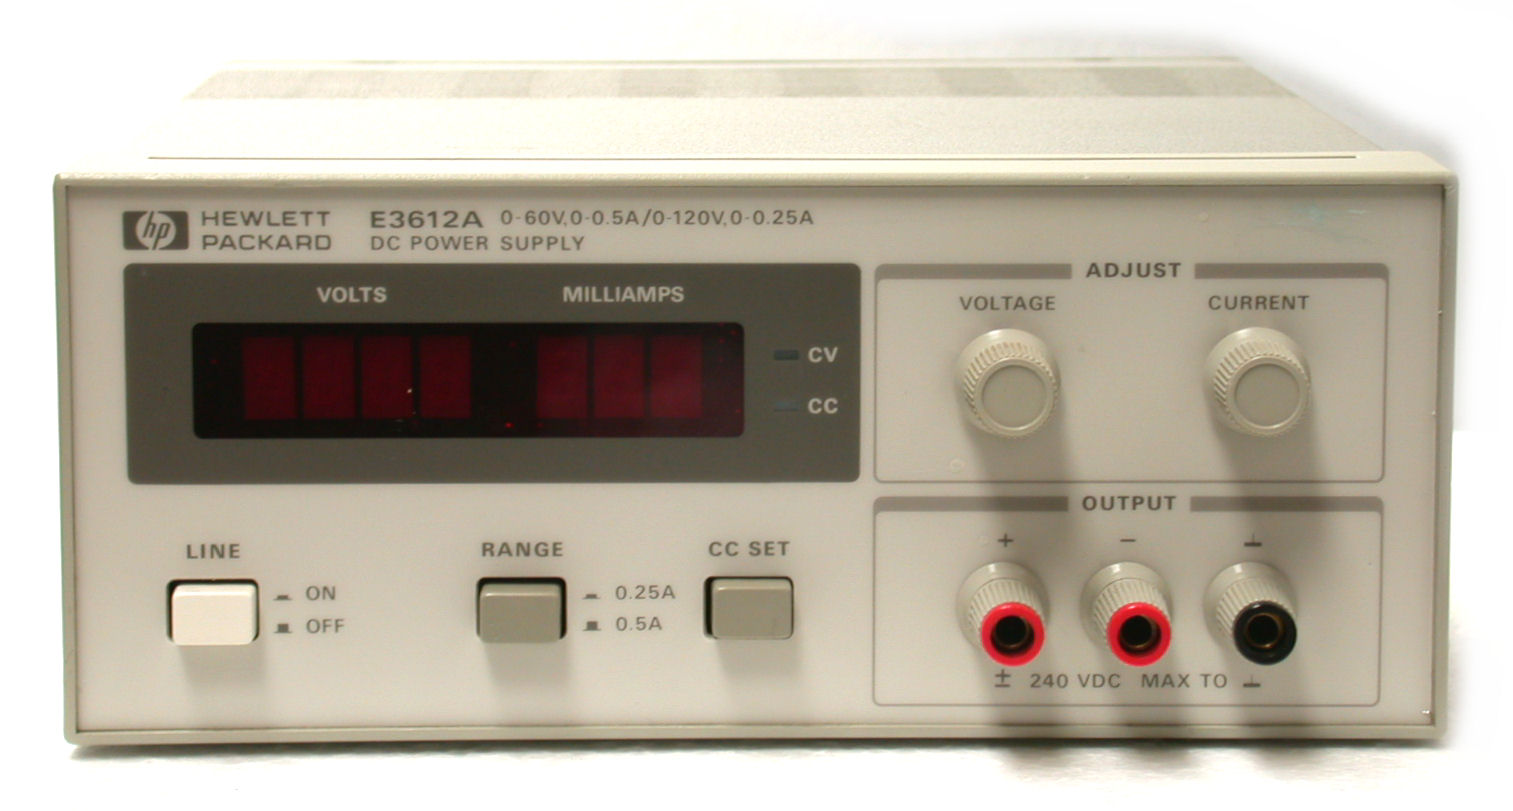 hp HEWLETT PACKARD
E3612A 0-60V,0-0.5A/0-120V,0-0.25A
DC POWER SUPPLY
VOLTS MILLIAMPS
CV
CC
ADJUST
VOLTAGE CURRENT
LINE
ON
OFF
RANGE
0.25A
0.5A
CC SET
OUTPUT
+ − ⊥
± 240 VDC MAX TO ⊥